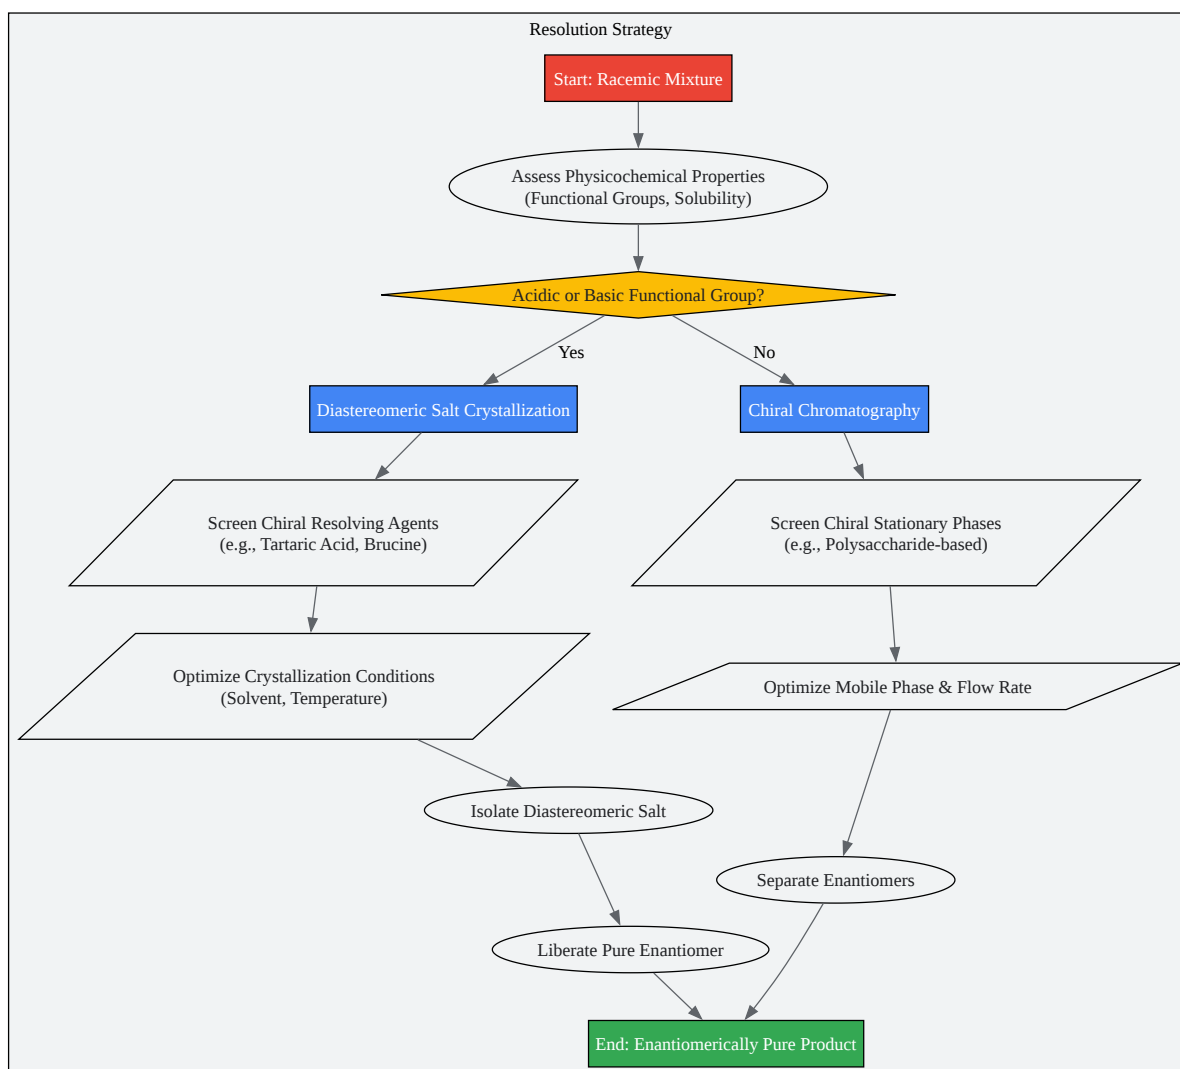 Resolution Strategy
Start: Racemic Mixture
Assess Physicochemical Properties
(Functional Groups, Solubility)
Acidic or Basic Functional Group?
Yes
No
Diastereomeric Salt Crystallization
Chiral Chromatography
Screen Chiral Resolving Agents
(e.g., Tartaric Acid, Brucine)
Screen Chiral Stationary Phases
(e.g., Polysaccharide-based)
Optimize Crystallization Conditions
(Solvent, Temperature)
Optimize Mobile Phase & Flow Rate
Isolate Diastereomeric Salt
Separate Enantiomers
Liberate Pure Enantiomer
End: Enantiomerically Pure Product